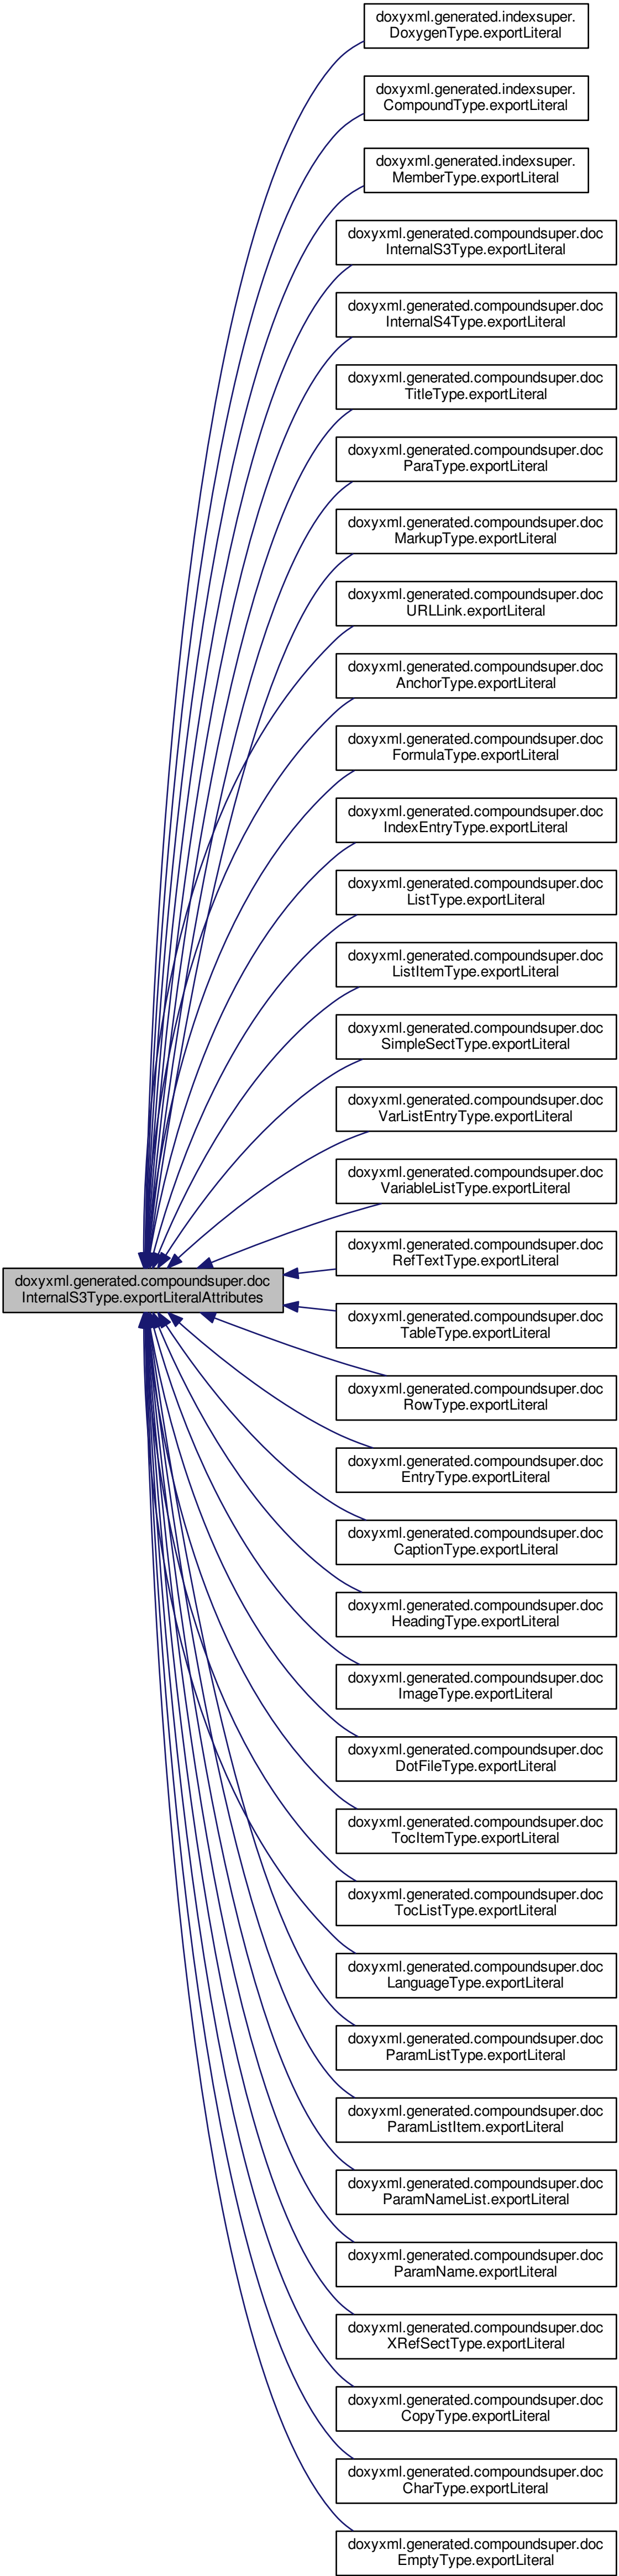 doxyxml.generated.indexsuper.
DoxygenType.exportLiteral
doxyxml.generated.indexsuper.
CompoundType.exportLiteral
doxyxml.generated.indexsuper.
MemberType.exportLiteral
doxyxml.generated.compoundsuper.doc
InternalS3Type.exportLiteral
doxyxml.generated.compoundsuper.doc
InternalS4Type.exportLiteral
doxyxml.generated.compoundsuper.doc
TitleType.exportLiteral
doxyxml.generated.compoundsuper.doc
ParaType.exportLiteral
doxyxml.generated.compoundsuper.doc
MarkupType.exportLiteral
doxyxml.generated.compoundsuper.doc
URLLink.exportLiteral
doxyxml.generated.compoundsuper.doc
AnchorType.exportLiteral
doxyxml.generated.compoundsuper.doc
FormulaType.exportLiteral
doxyxml.generated.compoundsuper.doc
IndexEntryType.exportLiteral
doxyxml.generated.compoundsuper.doc
ListType.exportLiteral
doxyxml.generated.compoundsuper.doc
ListItemType.exportLiteral
doxyxml.generated.compoundsuper.doc
SimpleSectType.exportLiteral
doxyxml.generated.compoundsuper.doc
VarListEntryType.exportLiteral
doxyxml.generated.compoundsuper.doc
VariableListType.exportLiteral
doxyxml.generated.compoundsuper.doc
RefTextType.exportLiteral
doxyxml.generated.compoundsuper.doc
InternalS3Type.exportLiteralAttributes
doxyxml.generated.compoundsuper.doc
TableType.exportLiteral
doxyxml.generated.compoundsuper.doc
RowType.exportLiteral
doxyxml.generated.compoundsuper.doc
EntryType.exportLiteral
doxyxml.generated.compoundsuper.doc
CaptionType.exportLiteral
doxyxml.generated.compoundsuper.doc
HeadingType.exportLiteral
doxyxml.generated.compoundsuper.doc
ImageType.exportLiteral
doxyxml.generated.compoundsuper.doc
DotFileType.exportLiteral
doxyxml.generated.compoundsuper.doc
TocItemType.exportLiteral
doxyxml.generated.compoundsuper.doc
TocListType.exportLiteral
doxyxml.generated.compoundsuper.doc
LanguageType.exportLiteral
doxyxml.generated.compoundsuper.doc
ParamListType.exportLiteral
doxyxml.generated.compoundsuper.doc
ParamListItem.exportLiteral
doxyxml.generated.compoundsuper.doc
ParamNameList.exportLiteral
doxyxml.generated.compoundsuper.doc
ParamName.exportLiteral
doxyxml.generated.compoundsuper.doc
XRefSectType.exportLiteral
doxyxml.generated.compoundsuper.doc
CopyType.exportLiteral
doxyxml.generated.compoundsuper.doc
CharType.exportLiteral
doxyxml.generated.compoundsuper.doc
EmptyType.exportLiteral